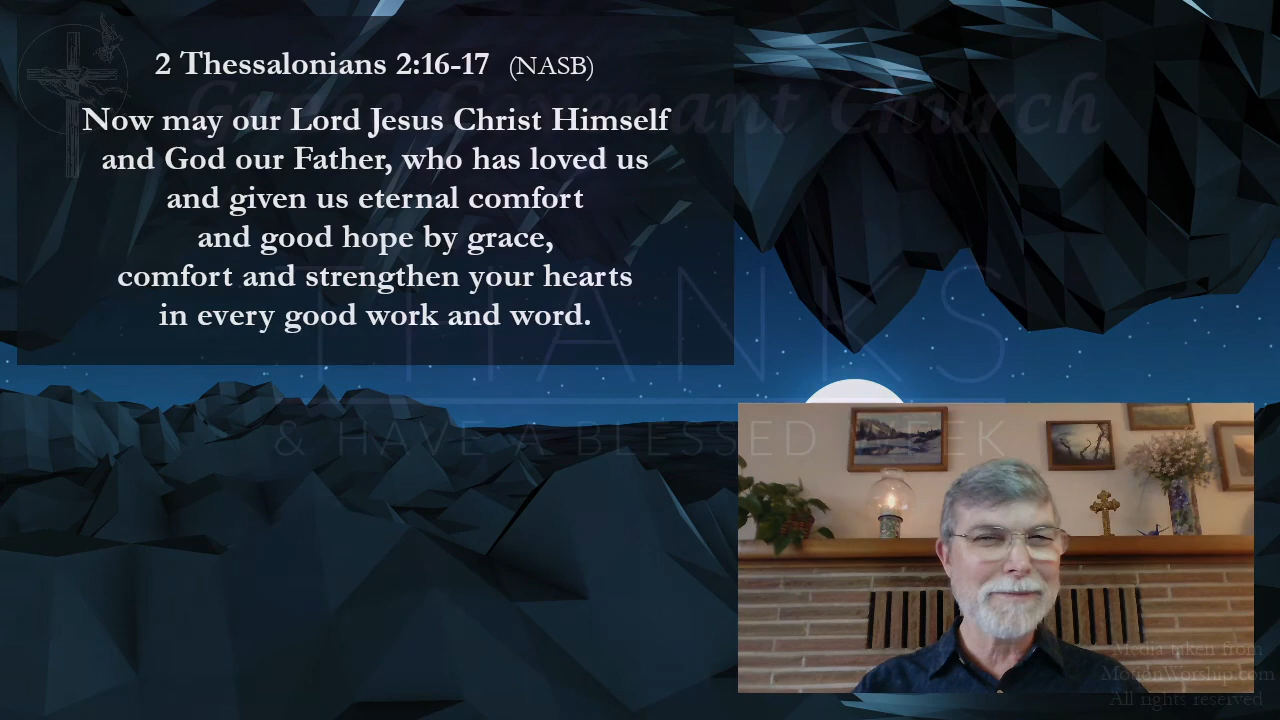 Grace Covenant Church
2 Thessalonians 2:16-17 (NASB)
Now may our Lord Jesus Christ Himself
and God our Father, who has loved us
and given us eternal comfort
and good hope by grace,
comfort and strengthen your hearts
in every good work and word.
THANKS
& HAVE A BLESSED WEEK
Media taken from
MotionWorship.com
All rights reserved